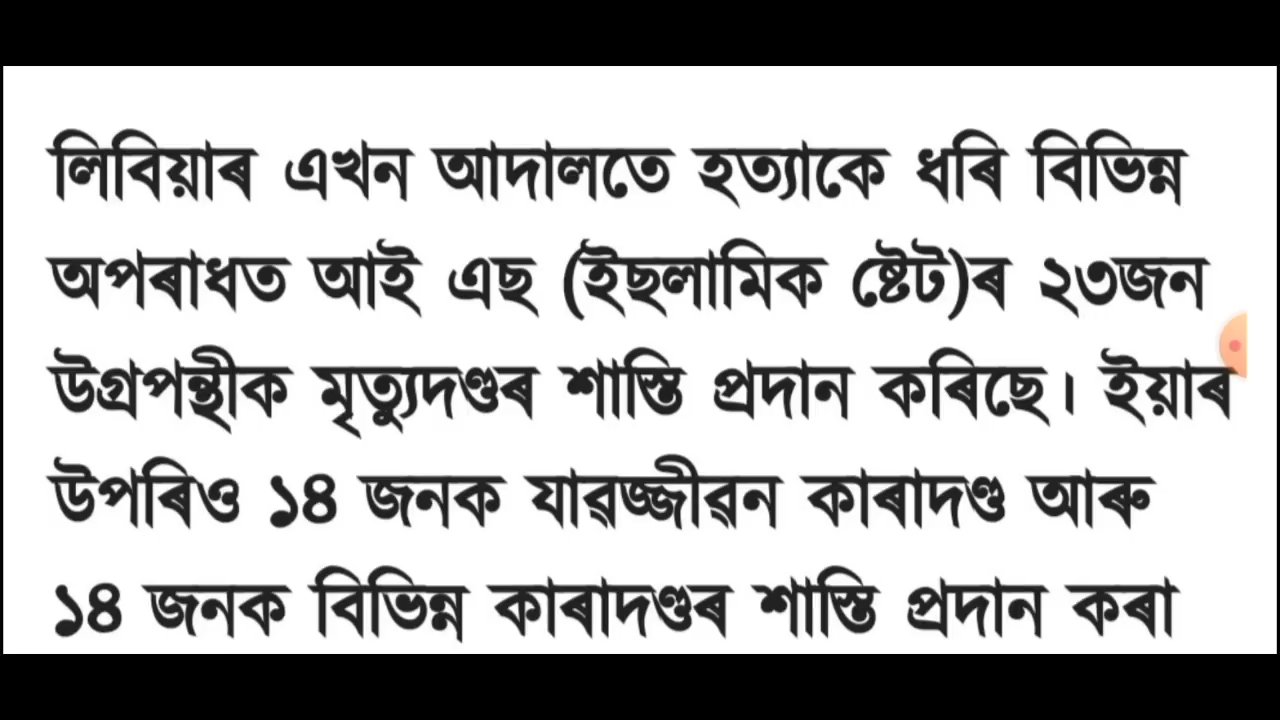 লিবিয়াৰ এখন আদালতে হত্যাকে ধৰি বিভিন্ন
অপৰাধত আই এছ (ইছলামিক ষ্টেট)ৰ ২৩জন
উগ্ৰপন্থীক মৃত্যুদণ্ডৰ শাস্তি প্ৰদান কৰিছে। ইয়াৰ
উপৰিও ১৪ জনক যাৱজ্জীৱন কাৰাদণ্ড আৰু
১৪ জনক বিভিন্ন কাৰাদণ্ডৰ শাস্তি প্ৰদান কৰা